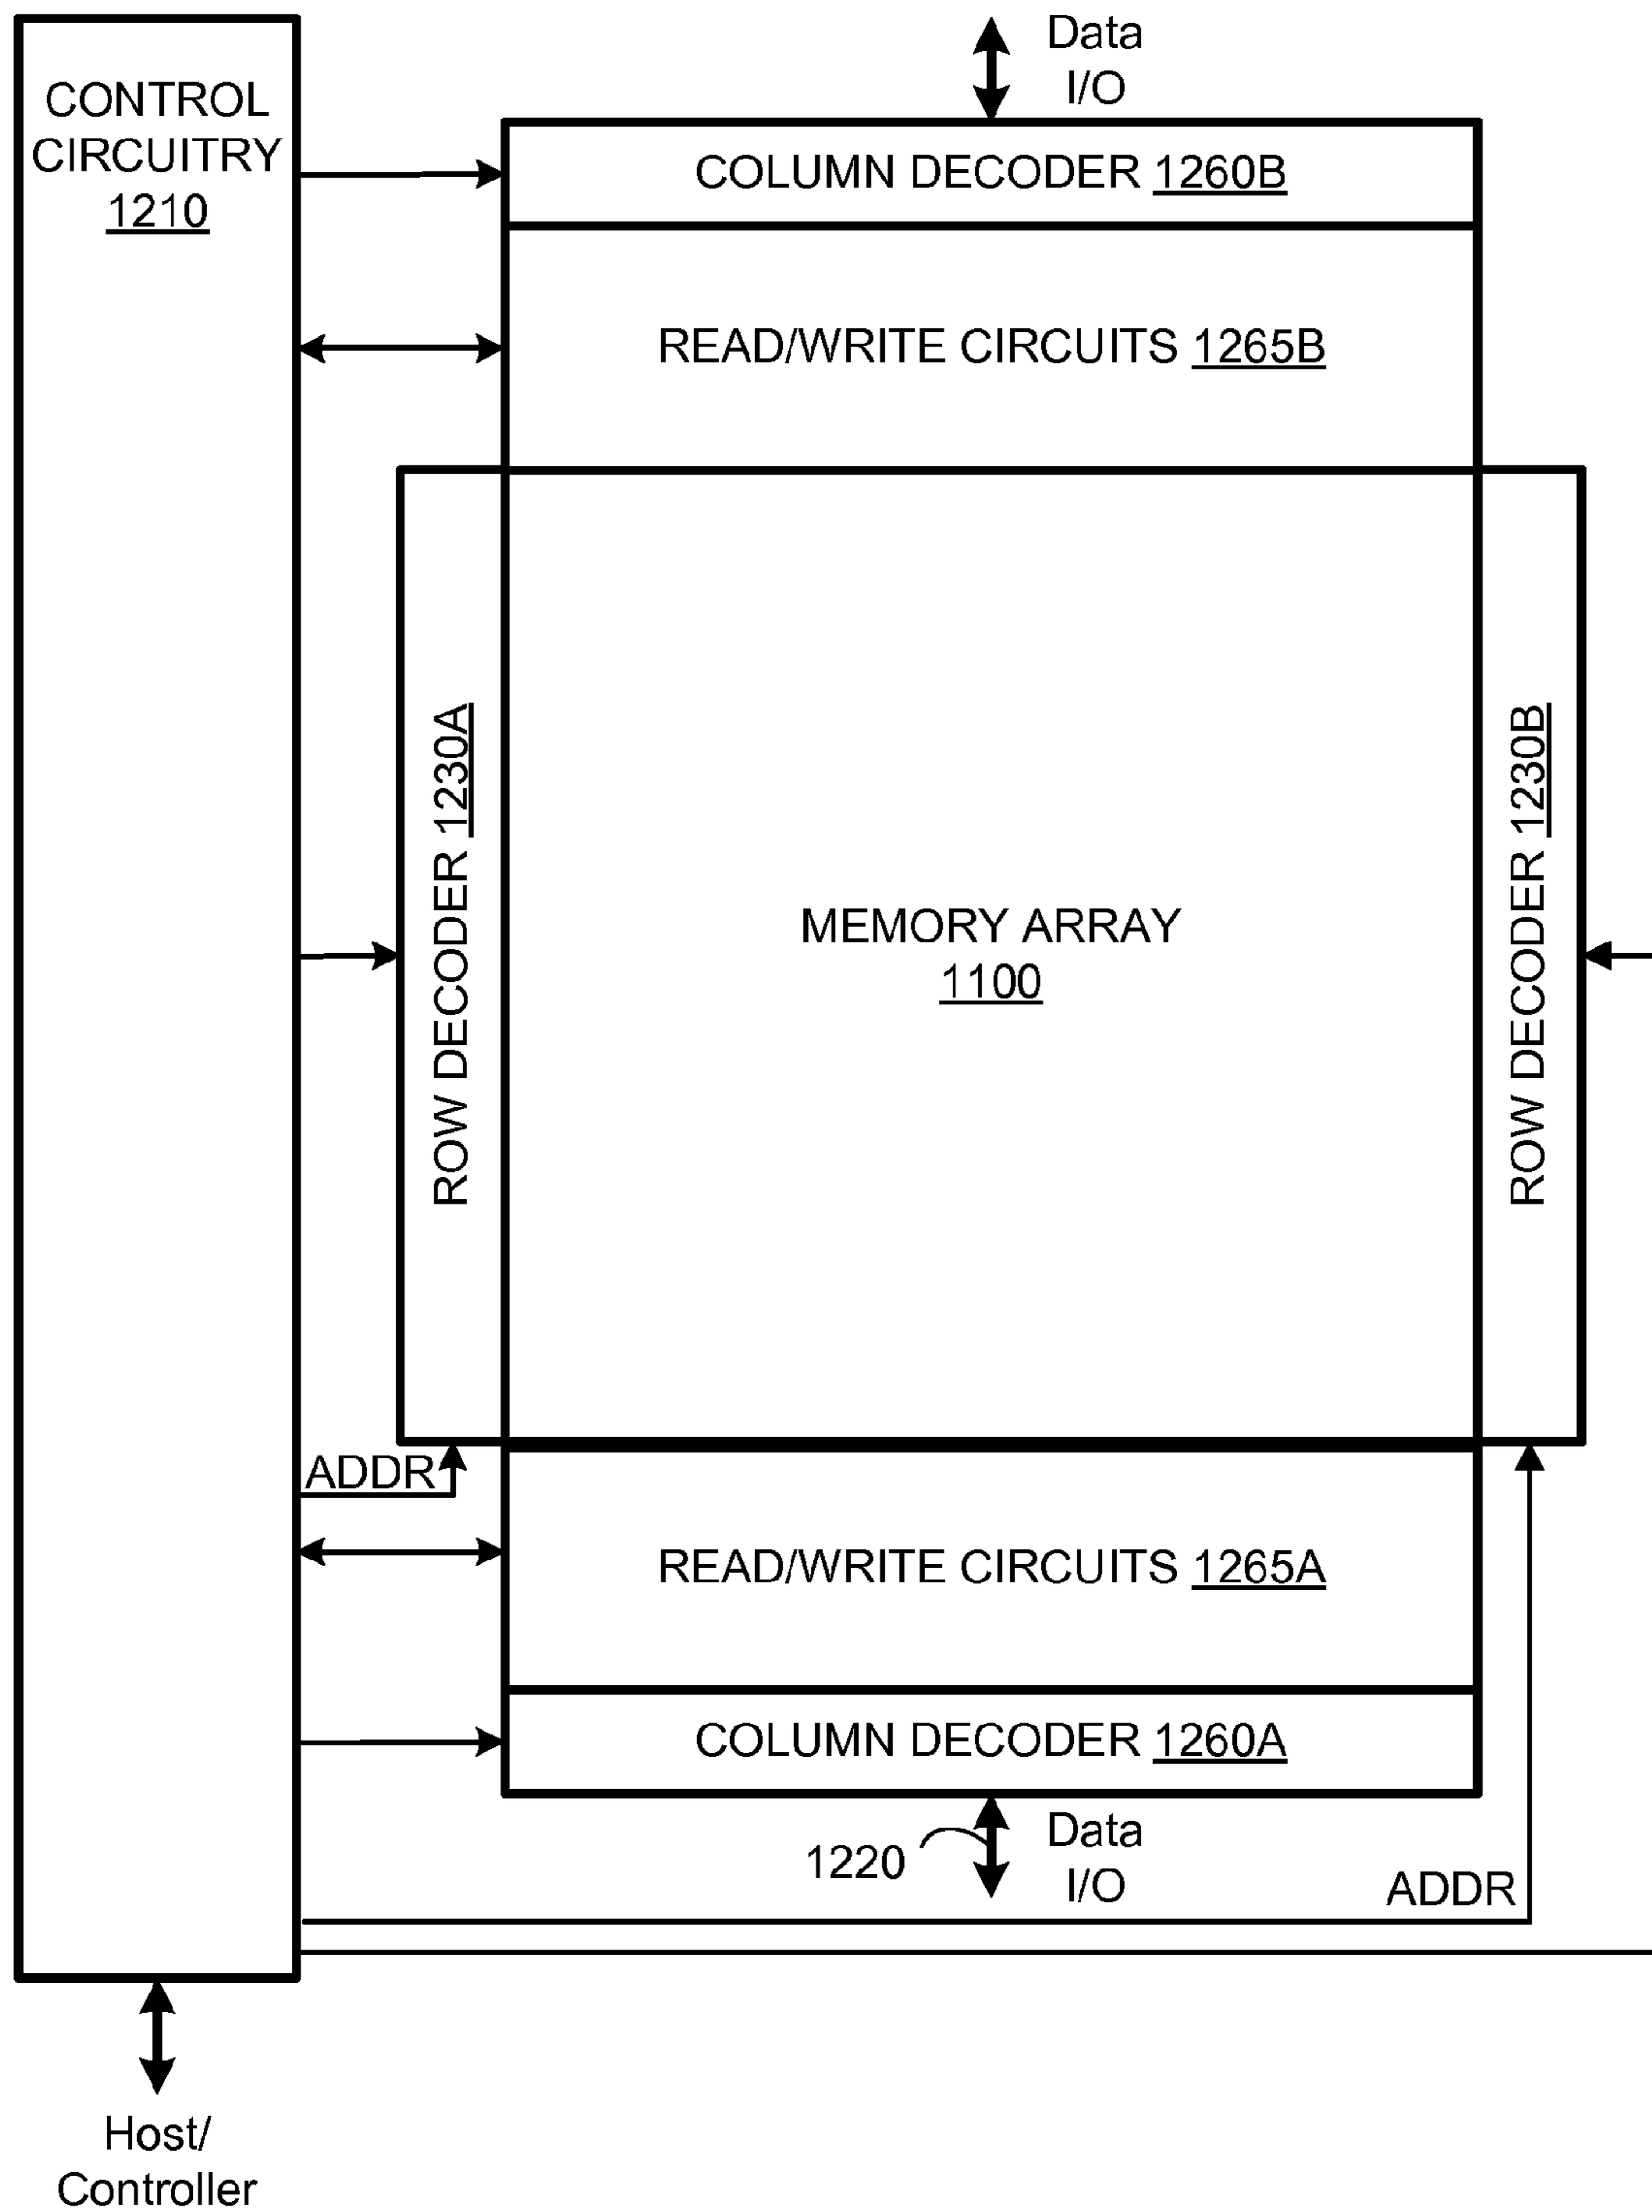 CONTROL
CIRCUITRY
1210
Data
I/O
COLUMN DECODER 1260B
READ/WRITE CIRCUITS 1265B
ROW DECODER 1230A
MEMORY ARRAY
1100
ROW DECODER 1230B
ADDR
READ/WRITE CIRCUITS 1265A
COLUMN DECODER 1260A
1220
Data
I/O
ADDR
Host/
Controller